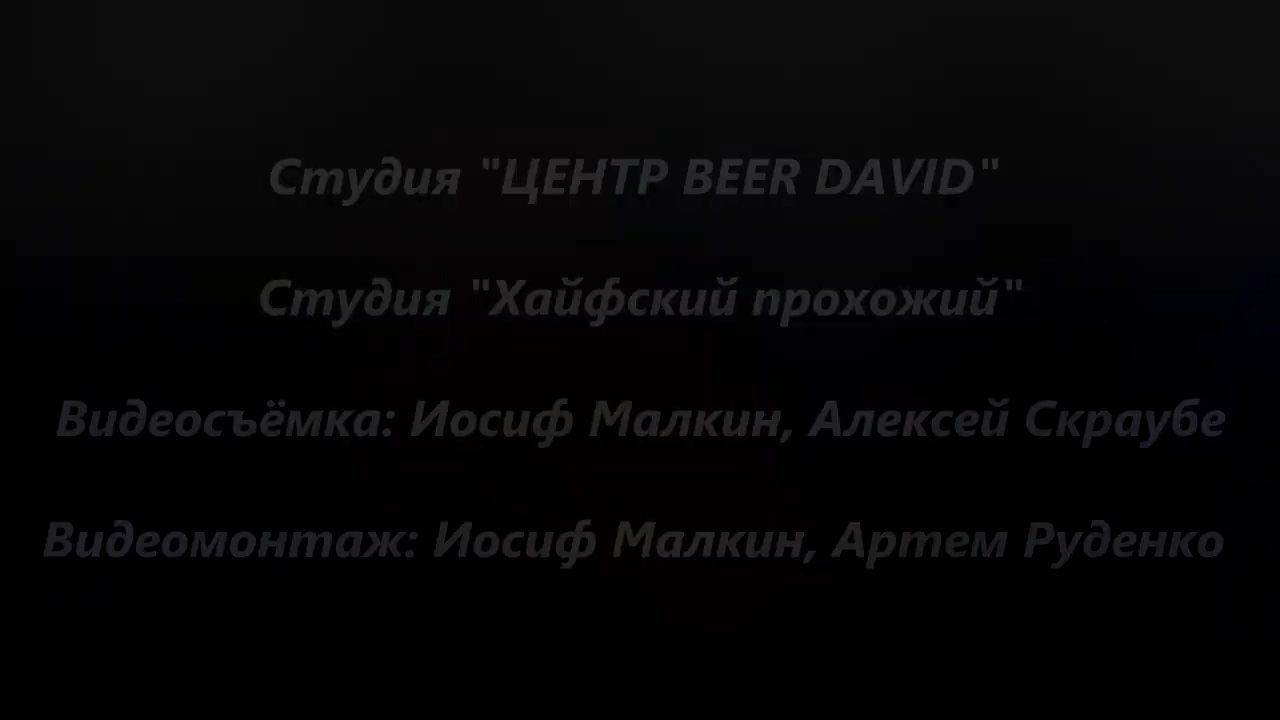 Студия "ЦЕНТР BEER DAVID"
Студия "Хайфский прохожий"
Видеосъёмка: Иосиф Малкин, Алексей Скраубе
Видеомонтаж: Иосиф Малкин, Артем Руденко